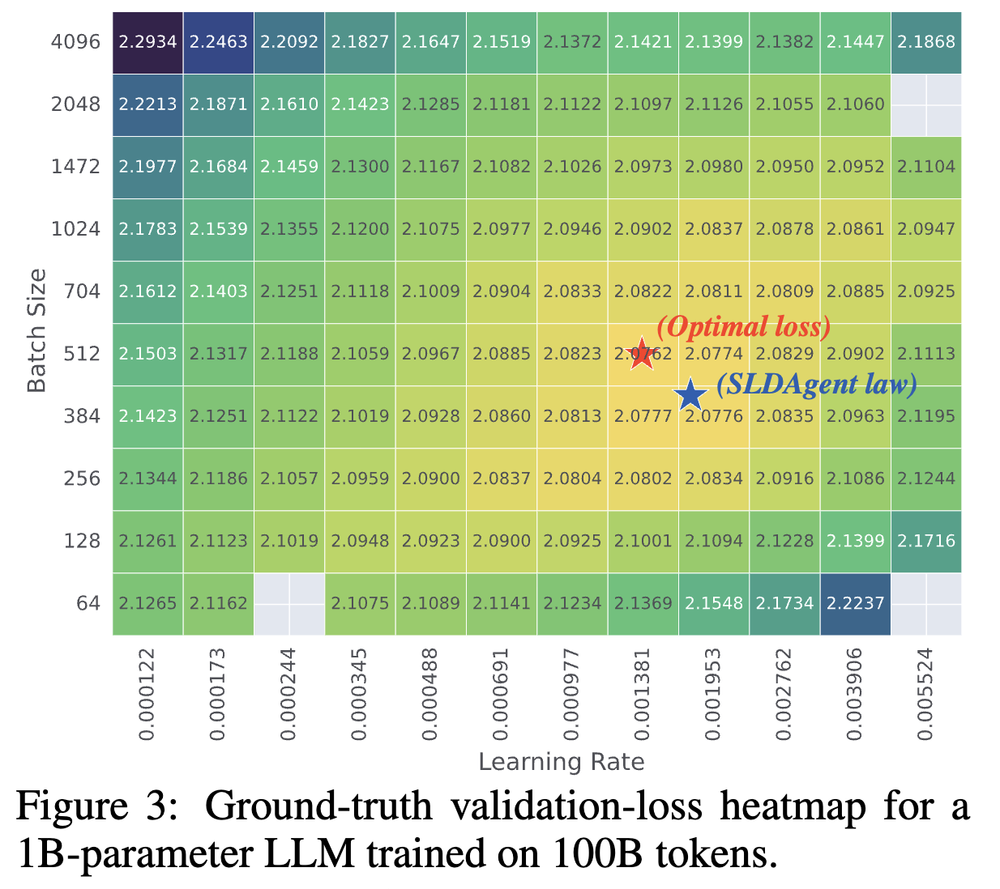 4096 2.2934 2.2463 2.2092 2.1827 2.1647 2.1519 2.1372 2.1421 2.1399 2.1382 2.1447 2.1868
2048 2.2213 2.1871 2.1610 2.1423 2.1285 2.1181 2.1122 2.1097 2.1126 2.1055 2.1060
1472 2.1977 2.1684 2.1459 2.1300 2.1167 2.1082 2.1026 2.0973 2.0980 2.0950 2.0952 2.1104
1024 2.1783 2.1539 2.1355 2.1200 2.1075 2.0977 2.0946 2.0902 2.0837 2.0878 2.0861 2.0947
704 2.1612 2.1403 2.1251 2.1118 2.1009 2.0904 2.0833 2.0822 2.0811 2.0809 2.0885 2.0925
(Optimal loss)
512 2.1503 2.1317 2.1188 2.1059 2.0967 2.0885 2.0823 2.0762 2.0774 2.0829 2.0902 2.1113
(SLDAgent law)
384 2.1423 2.1251 2.1122 2.1019 2.0928 2.0860 2.0813 2.0777 2.0776 2.0835 2.0963 2.1195
256 2.1344 2.1186 2.1057 2.0959 2.0900 2.0837 2.0804 2.0802 2.0834 2.0916 2.1086 2.1244
128 2.1261 2.1123 2.1019 2.0948 2.0923 2.0900 2.0925 2.1001 2.1094 2.1228 2.1399 2.1716
64 2.1265 2.1162 2.1075 2.1089 2.1141 2.1234 2.1369 2.1548 2.1734 2.2237
Batch Size
0.000122 0.000173 0.000244 0.000345 0.000488 0.000691 0.000977 0.001381 0.001953 0.002762 0.003906 0.005524
Learning Rate
Figure 3: Ground-truth validation-loss heatmap for a
1B-parameter LLM trained on 100B tokens.